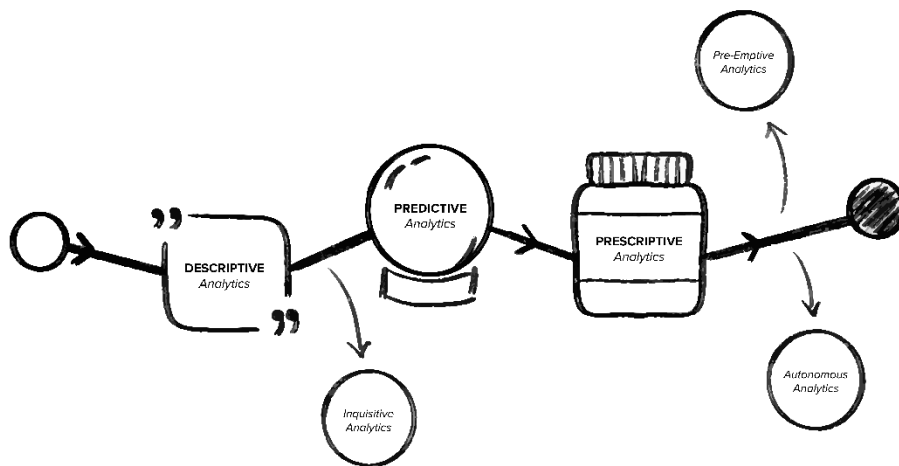 Pre-Emptive
Analytics
PREDICTIVE
Analytics
DESCRIPTIVE
Analytics
PRESCRIPTIVE
Analytics
Inquisitive
Analytics
Autonomous
Analytics